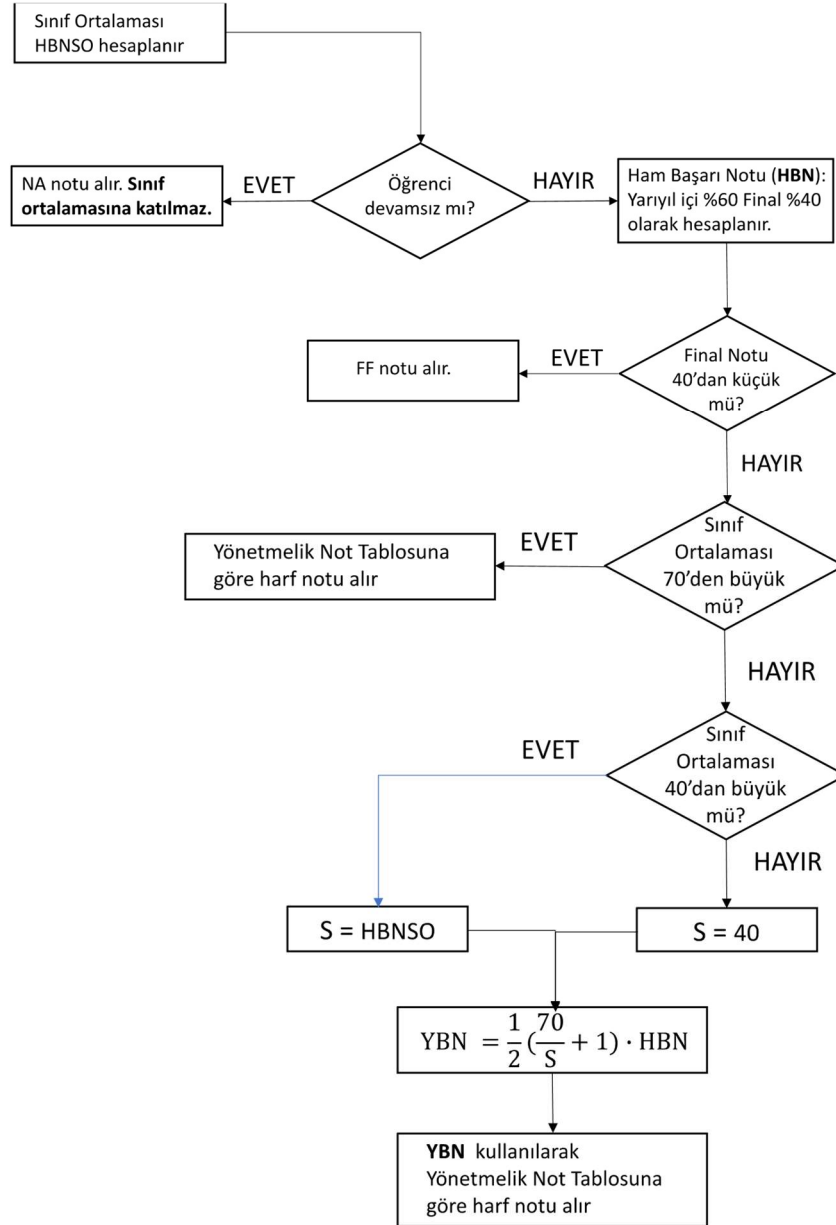 Sınıf Ortalaması
HBNSO hesaplanır
Öğrenci
devamsız mı?
EVET
HAYIR
NA notu alır. Sınıf
ortalamasına katılmaz.
Ham Başarı Notu (HBN):
Yarıyıl içi %60 Final %40
olarak hesaplanır.
Final Notu
40’dan küçük
mü?
EVET
FF notu alır.
HAYIR
Sınıf
Ortalaması
70’den büyük
mü?
EVET
Yönetmelik Not Tablosuna
göre harf notu alır
HAYIR
Sınıf
Ortalaması
40’dan büyük
mü?
EVET
HAYIR
S = HBNSO
S = 40
YBN = 1/2 (70/S + 1) · HBN
YBN kullanılarak
Yönetmelik Not Tablosuna
göre harf notu alır